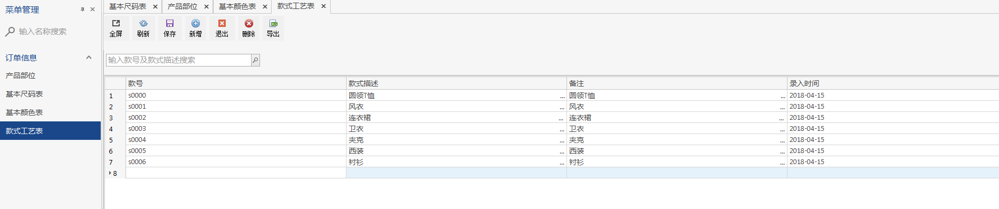 菜单管理
输入名称搜索
订单信息
产品部位
基本尺码表
基本颜色表
款式工艺表
基本尺码表 产品部位 基本颜色表 款式工艺表
全屏 刷新 保存 新增 退出 删除 导出
XLS
输入款号及款式描述搜索
款号 款式描述 备注 录入时间
1 s0000 圆领T恤 ... 圆领T恤 ... 2018-04-15
2 s0001 风衣 ... 风衣 ... 2018-04-15
3 s0002 连衣裙 ... 连衣裙 ... 2018-04-15
4 s0003 卫衣 ... 卫衣 ... 2018-04-15
5 s0004 夹克 ... 夹克 ... 2018-04-15
6 s0005 西装 ... 西装 ... 2018-04-15
7 s0006 衬衫 ... 衬衫 ... 2018-04-15
8